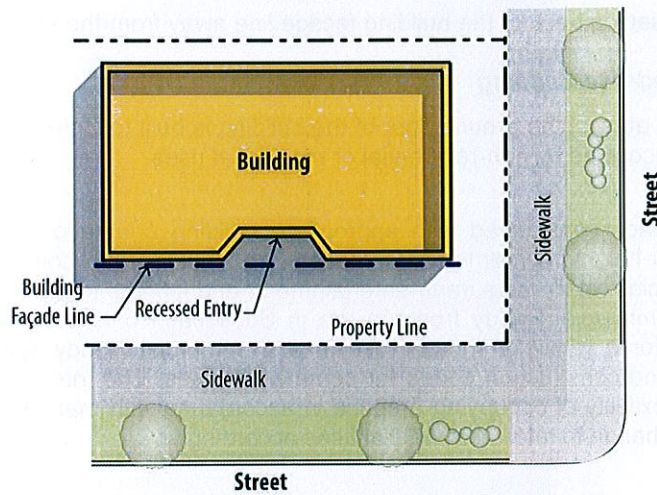 Building
Sidewalk
Street
Building
Façade Line
Recessed Entry
Property Line
Sidewalk
Street